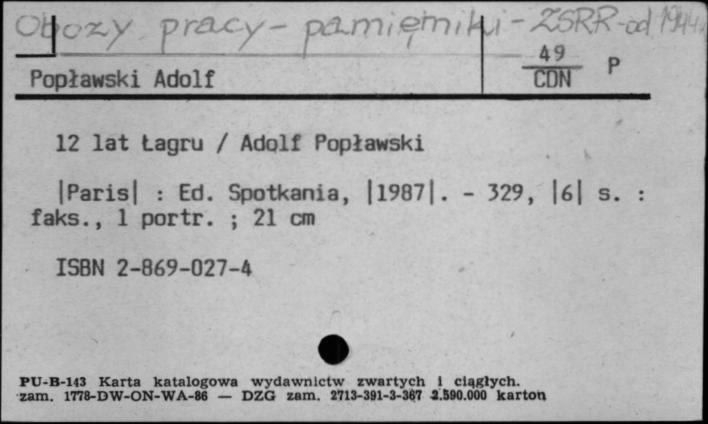 Obozy pracy - pamiętniki - ZSRR - od 1944 r.
49
CDN P
Popławski Adolf
12 lat Łagru / Adolf Popławski
|Paris| : Ed. Spotkania, |1987|. - 329, |6| s. :
faks., 1 portr. ; 21 cm
ISBN 2-869-027-4
PU-B-143 Karta katalogowa wydawnictw zwartych i ciągłych.
zam. 1778-DW-ON-WA-86 — DZG zam. 2713-391-3-367 2.590.000 karton